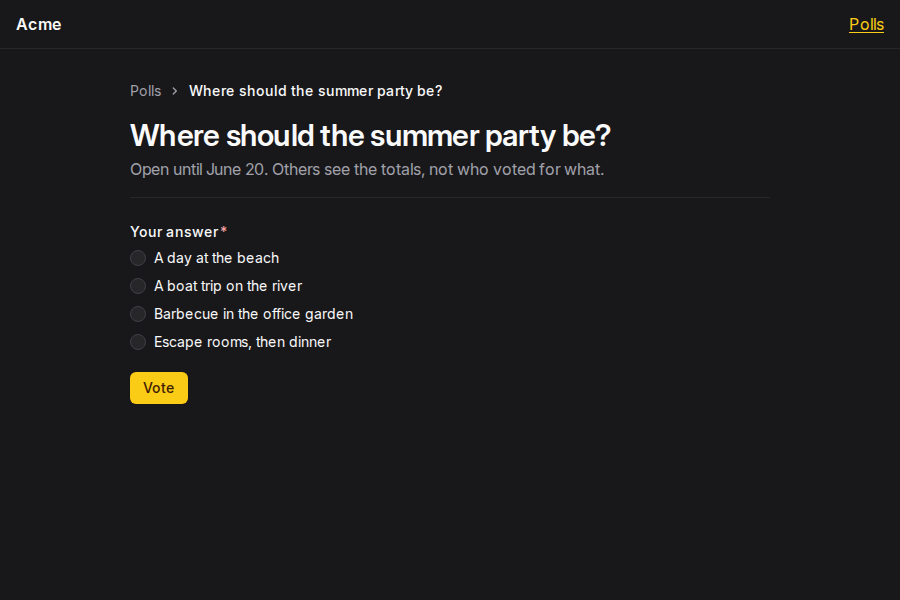 Acme
Polls
Polls > Where should the summer party be?
Where should the summer party be?
Open until June 20. Others see the totals, not who voted for what.
Your answer*
A day at the beach
A boat trip on the river
Barbecue in the office garden
Escape rooms, then dinner
Vote